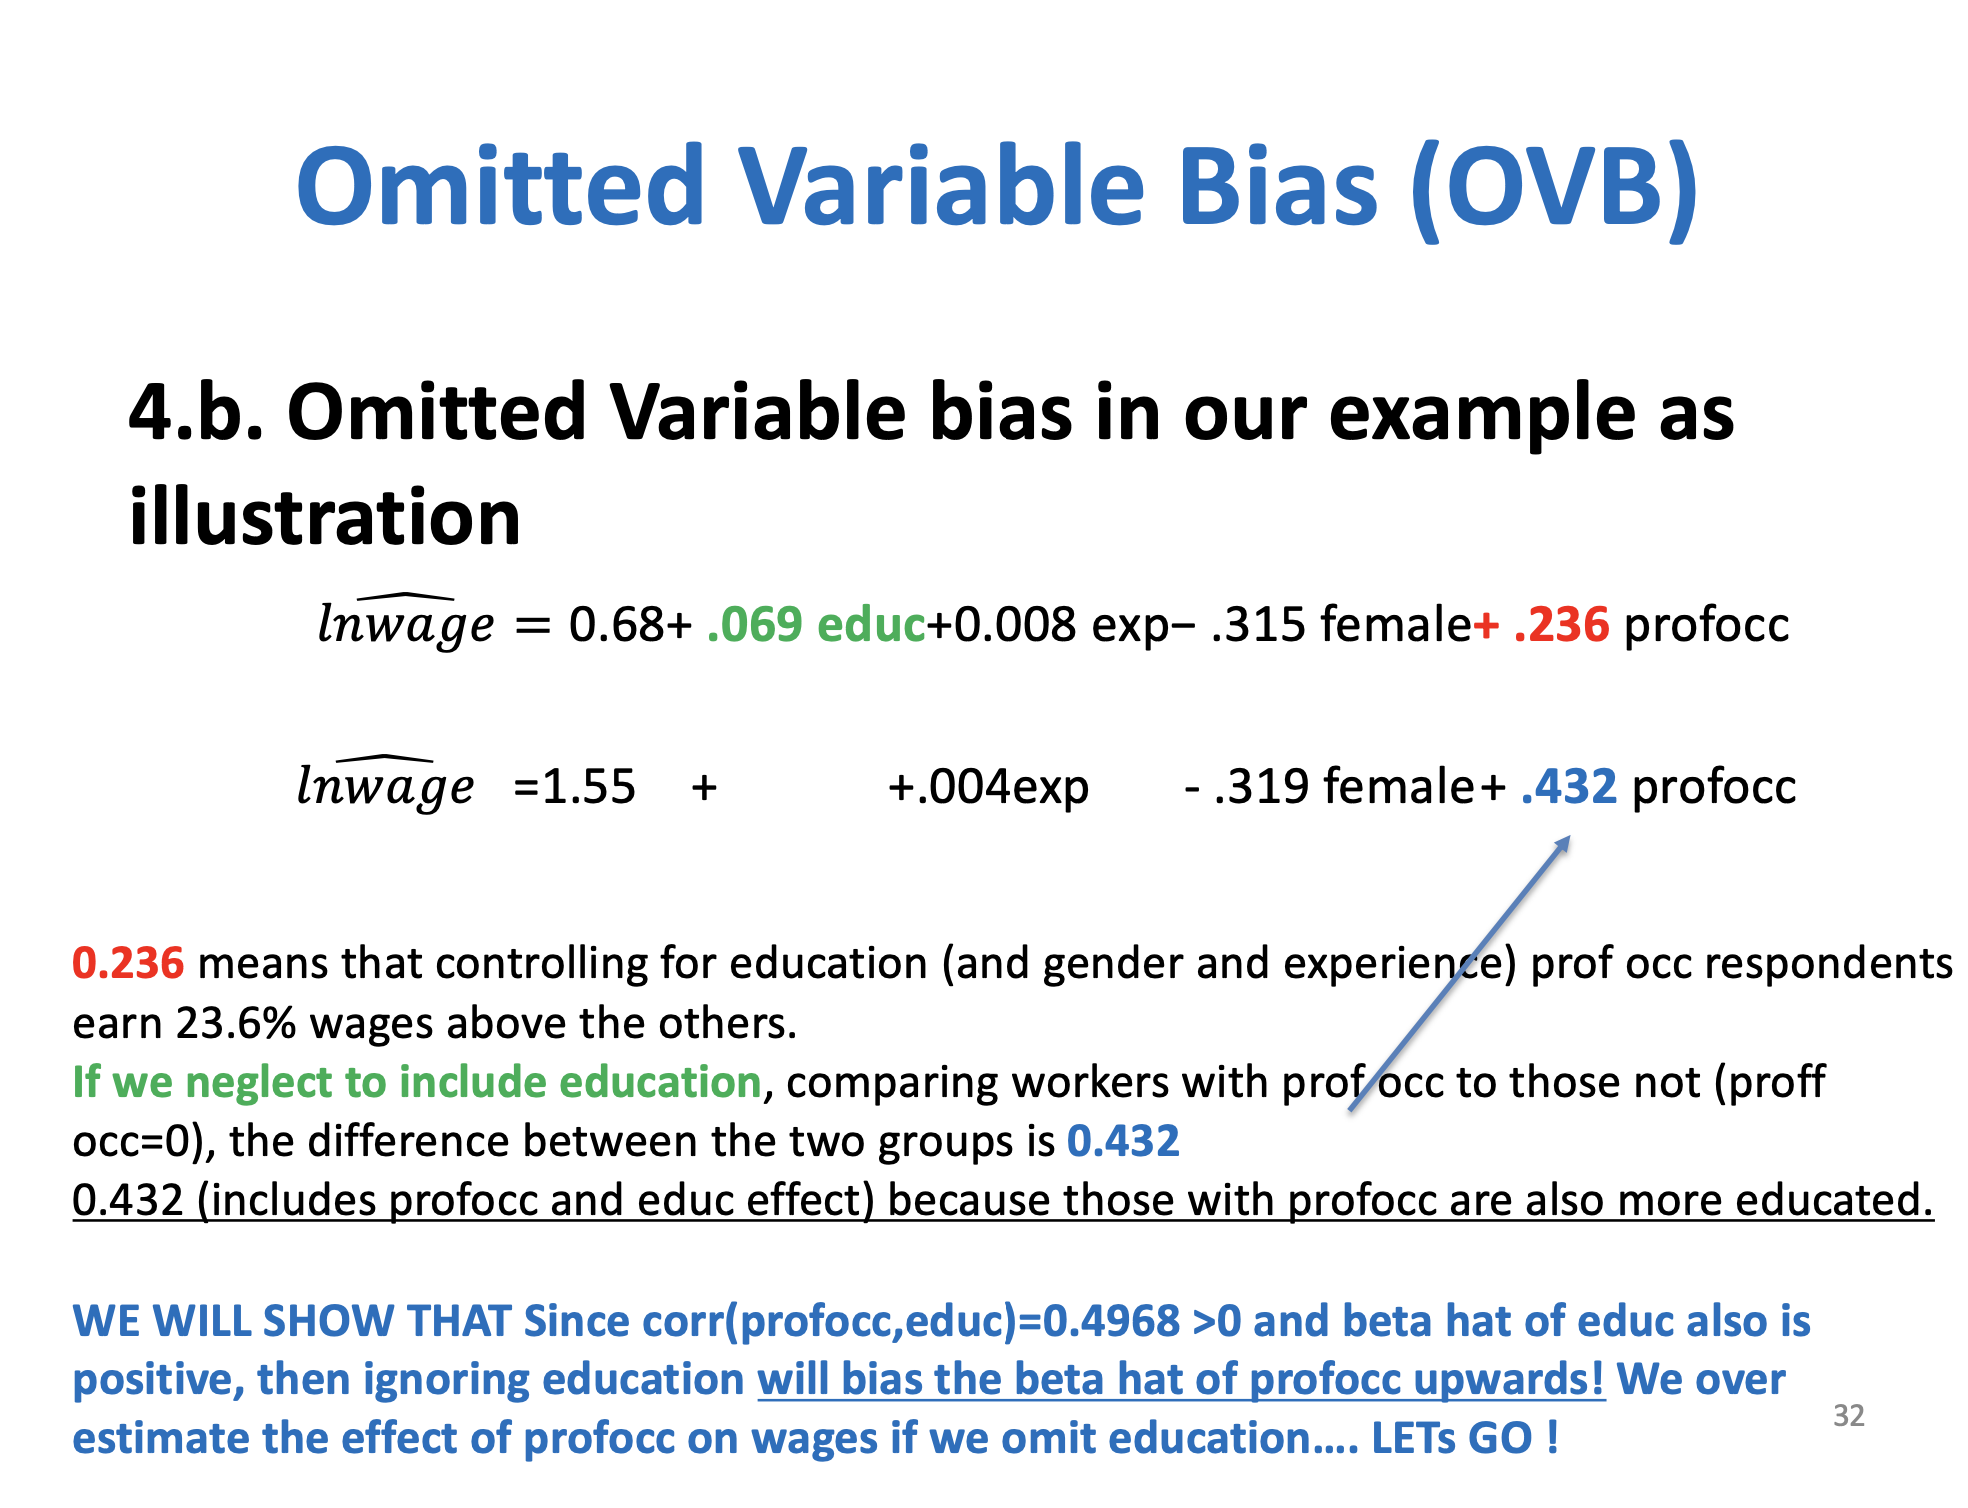 Omitted Variable Bias (OVB)
4.b. Omitted Variable bias in our example as
illustration
l\widehat{nwage} = 0.68+ .069 educ+0.008 exp− .315 female+ .236 profocc
l\widehat{nwage} =1.55 + +.004exp - .319 female+ .432 profocc
0.236 means that controlling for education (and gender and experience) prof occ respondents
earn 23.6% wages above the others.
If we neglect to include education, comparing workers with prof occ to those not (proff
occ=0), the difference between the two groups is 0.432
0.432 (includes profocc and educ effect) because those with profocc are also more educated.
WE WILL SHOW THAT Since corr(profocc,educ)=0.4968 >0 and beta hat of educ also is
positive, then ignoring education will bias the beta hat of profocc upwards! We over
estimate the effect of profocc on wages if we omit education…. LETs GO !
32